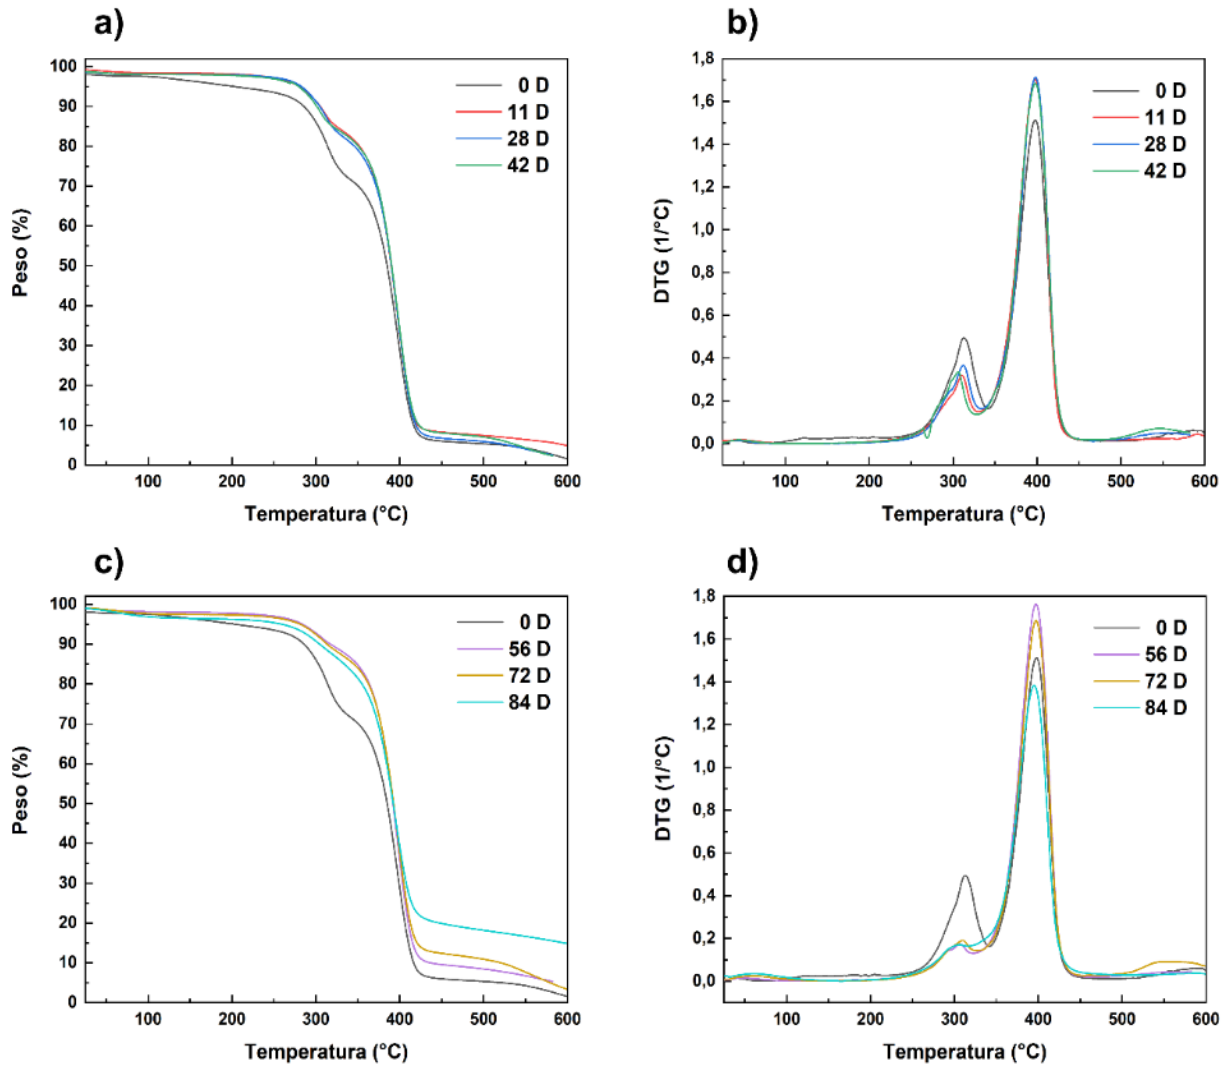 a)
100
90
80
70
60
50
40
30
20
10
0
Peso (%)
0 D
11 D
28 D
42 D
100
200
300
400
500
600
Temperatura (°C)
b)
1,8
1,6
1,4
1,2
1,0
0,8
0,6
0,4
0,2
0,0
DTG (1/°C)
0 D
11 D
28 D
42 D
100
200
300
400
500
600
Temperatura (°C)
c)
100
90
80
70
60
50
40
30
20
10
0
Peso (%)
0 D
56 D
72 D
84 D
100
200
300
400
500
600
Temperatura (°C)
d)
1,8
1,6
1,4
1,2
1,0
0,8
0,6
0,4
0,2
0,0
DTG (1/°C)
0 D
56 D
72 D
84 D
100
200
300
400
500
600
Temperatura (°C)